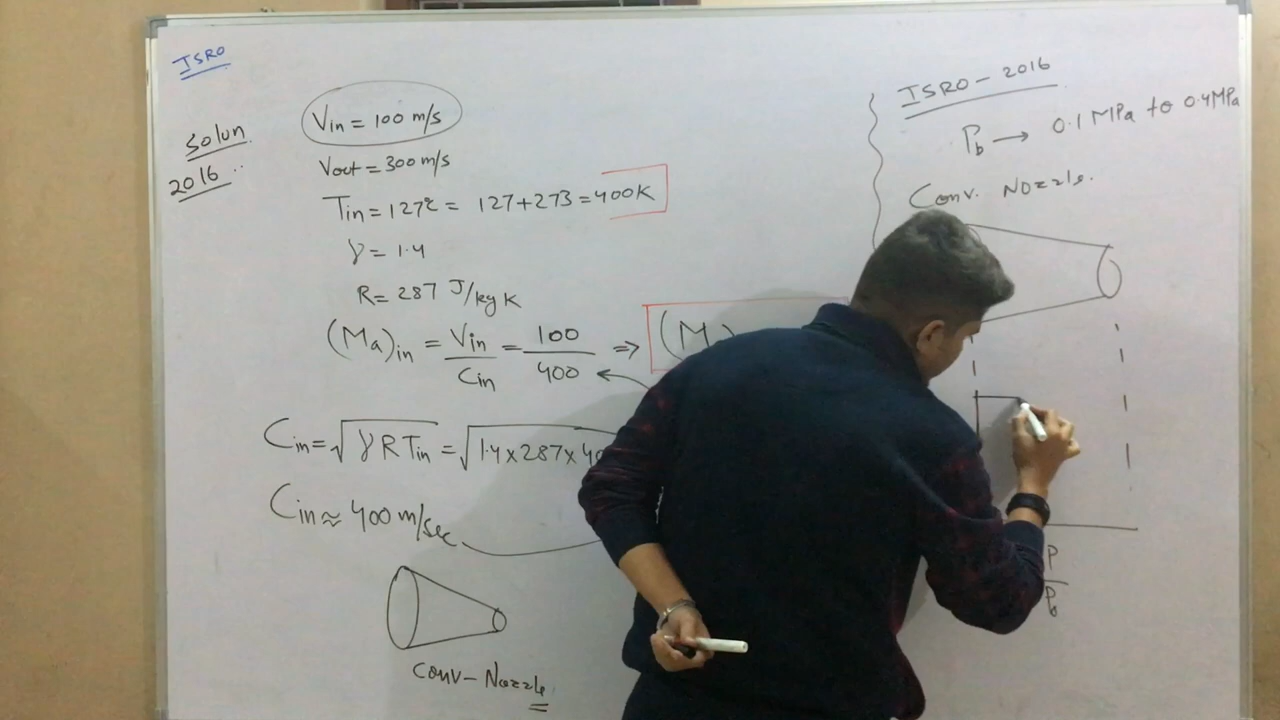 ISRO
Solun
2016
Vin = 100 m/s
Vout = 300 m/s
Tin = 127°C = 127+273 = 400K
γ = 1.4
R = 287 J/kg K
(Ma)in = Vin/Cin = 100/400 ⇒ (M
Cin = √γ R Tin = √1.4×287×40
Cin ≈ 400 m/sec
Conv-Nozzle
ISRO - 2016
Pb → 0.1 MPa to 0.4MPa
Conv. Nozzle.
P/Pb